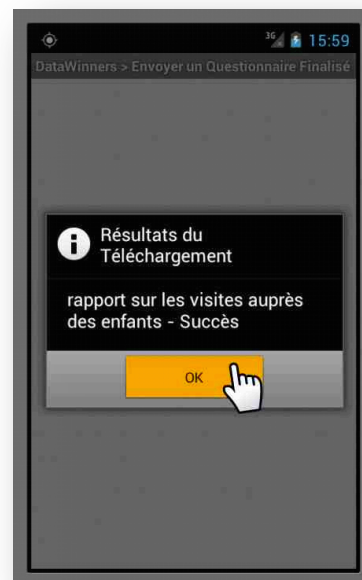 3G 15:59
DataWinners > Envoyer un Questionnaire Finalisé
Résultats du
Téléchargement
rapport sur les visites auprès
des enfants - Succès
OK